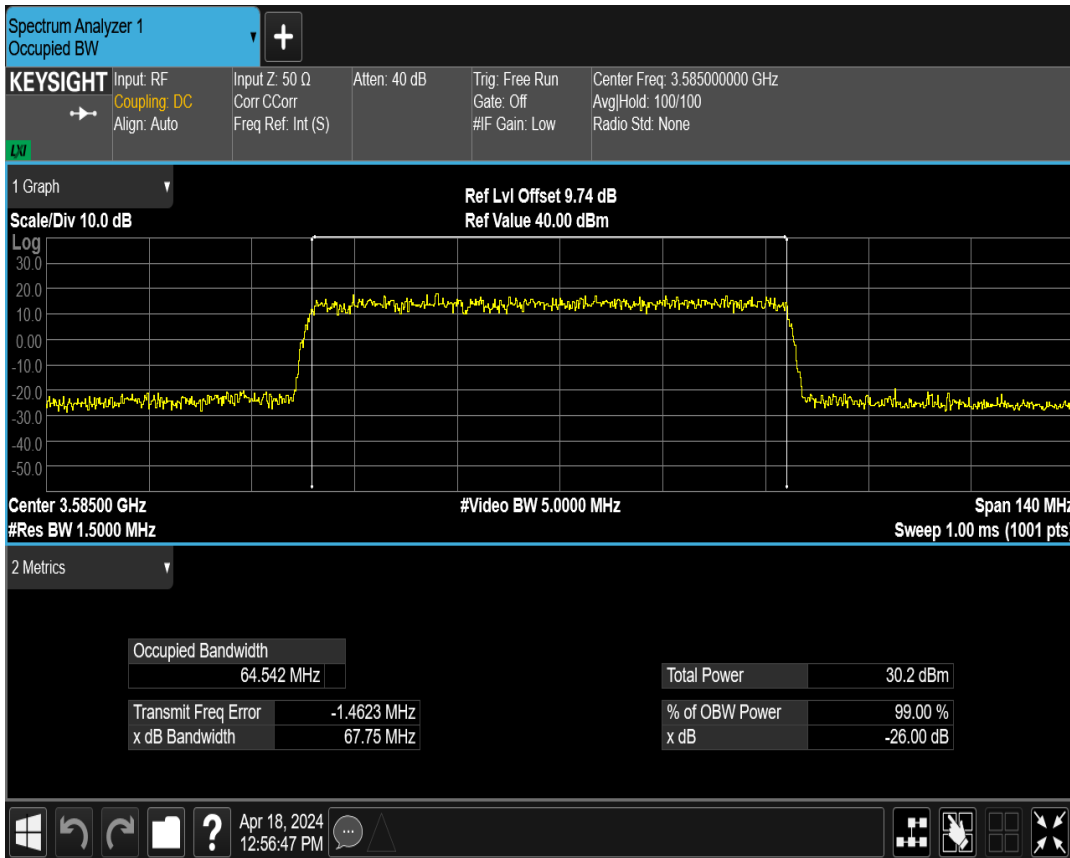 Spectrum Analyzer 1
Occupied BW
KEYSIGHT
Input: RF
Coupling: DC
Align: Auto
Input Z: 50 Ω
Corr CCorr
Freq Ref: Int (S)
Atten: 40 dB
Trig: Free Run
Gate: Off
#IF Gain: Low
Center Freq: 3.585000000 GHz
Avg|Hold: 100/100
Radio Std: None
LXI
1 Graph
Scale/Div 10.0 dB
Ref Lvl Offset 9.74 dB
Ref Value 40.00 dBm
Log
30.0
20.0
10.0
0.00
-10.0
-20.0
-30.0
-40.0
-50.0
Center 3.58500 GHz
#Video BW 5.0000 MHz
Span 140 MHz
#Res BW 1.5000 MHz
Sweep 1.00 ms (1001 pts)
2 Metrics
Occupied Bandwidth
64.542 MHz
Transmit Freq Error -1.4623 MHz
x dB Bandwidth 67.75 MHz
Total Power 30.2 dBm
% of OBW Power 99.00 %
x dB -26.00 dB
?
Apr 18, 2024
12:56:47 PM